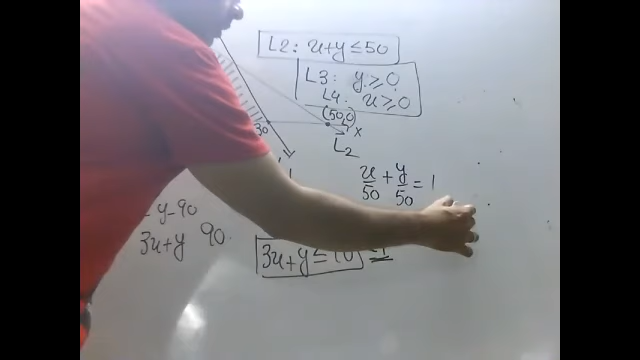 L2: x+y≤50
L3: y≥0
L4. x≥0
(50,0)
30
x
L2
x/50 + y/50 = 1
- y-90
3x+y 90.
3x+y≤